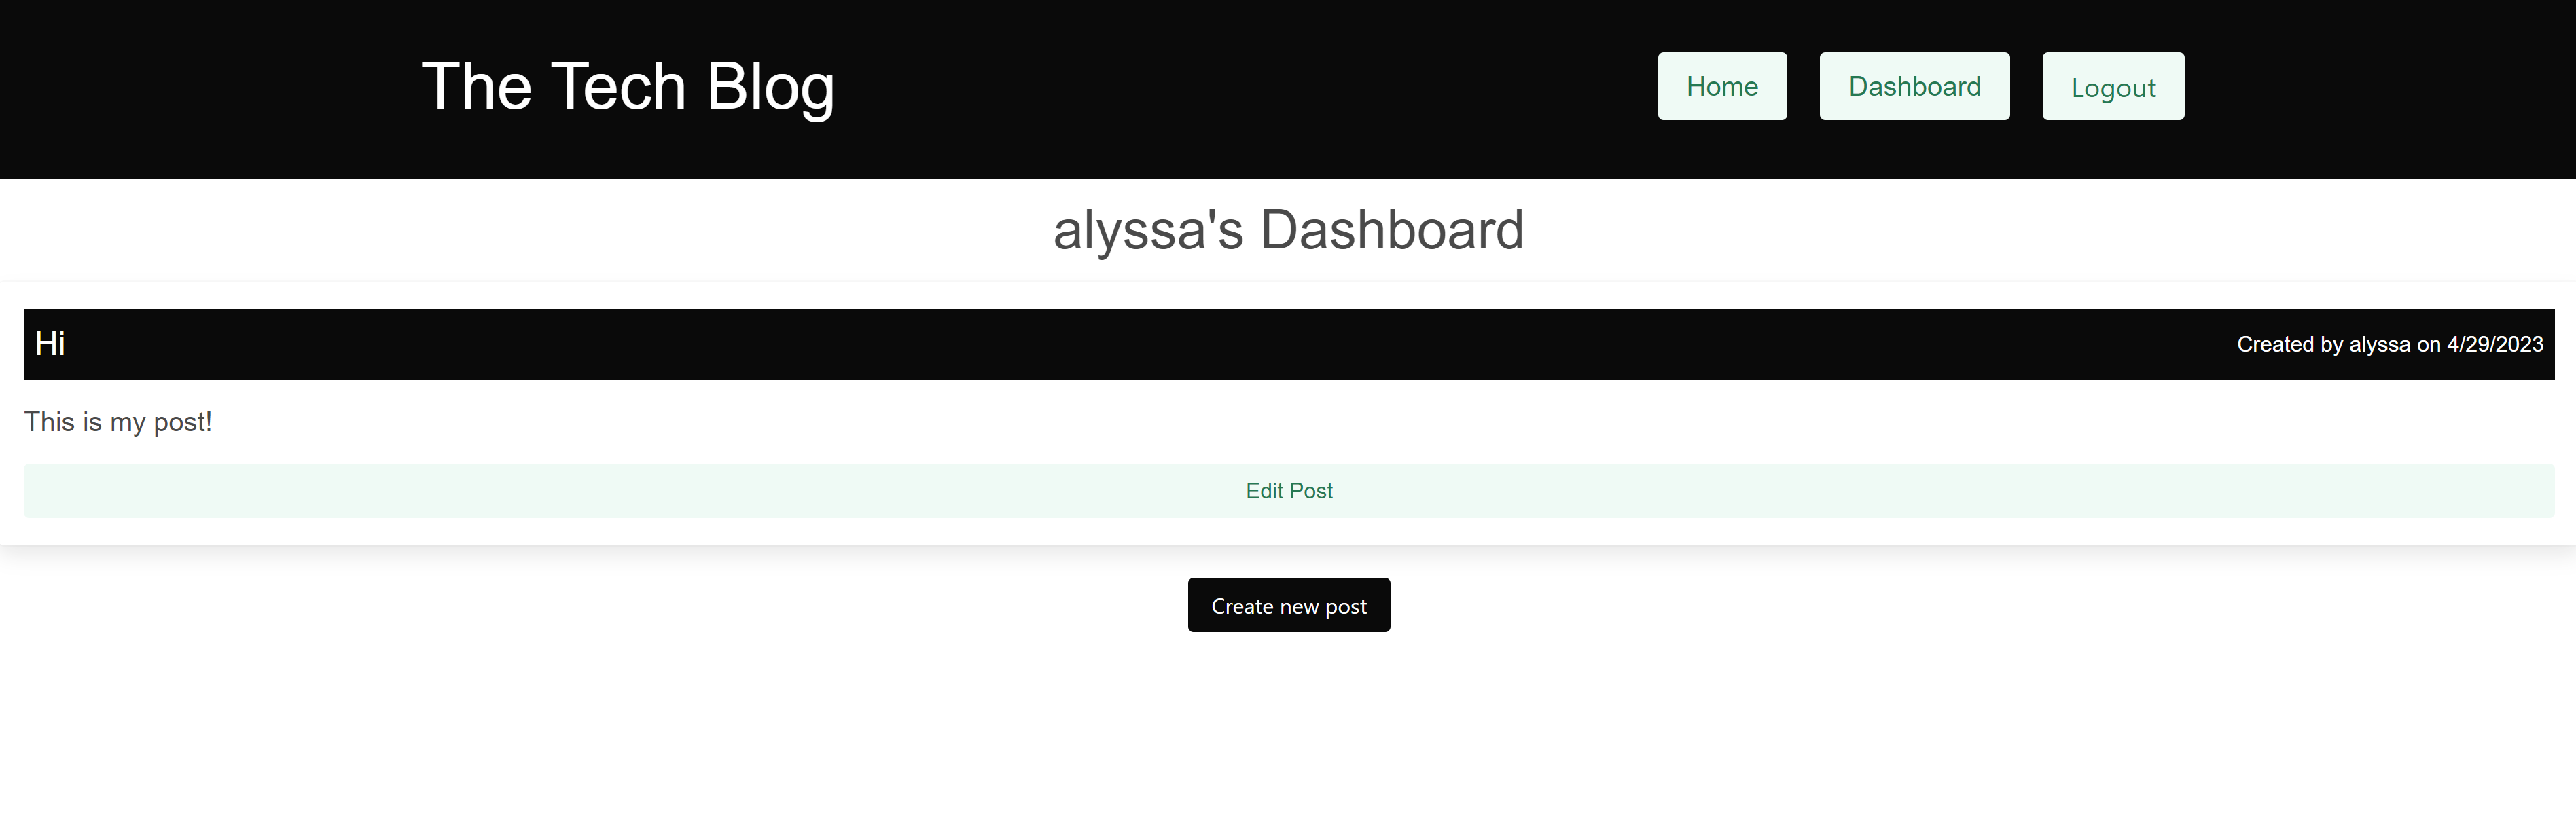 The Tech Blog
Home Dashboard Logout
alyssa's Dashboard
Hi Created by alyssa on 4/29/2023
This is my post!
Edit Post
Create new post